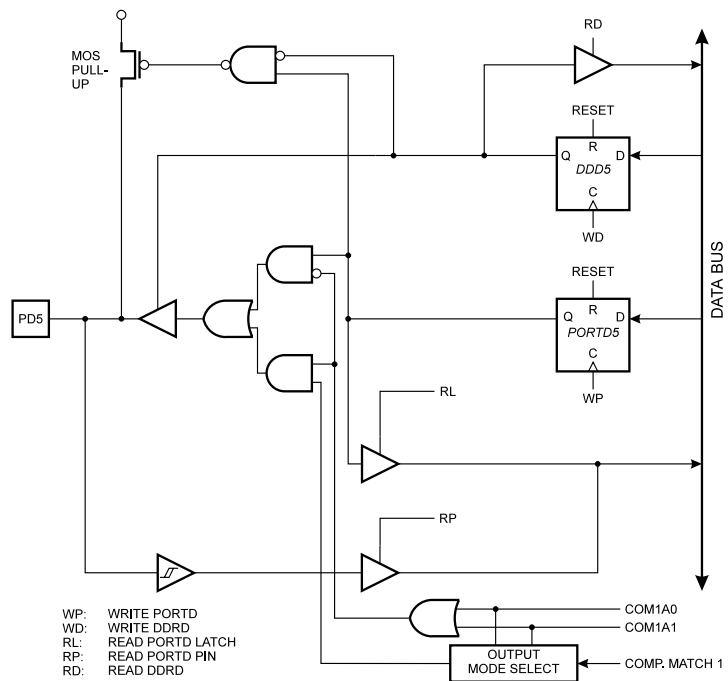 RD
MOS
PULL-
UP
RESET
R
Q
D
DDD5
C
WD
RESET
R
Q
D
PORTD5
C
WP
PD5
DATA BUS
RL
RP
WP: WRITE PORTD
WD: WRITE DDRD
RL: READ PORTD LATCH
RP: READ PORTD PIN
RD: READ DDRD
COM1A0
COM1A1
OUTPUT
MODE SELECT
COMP. MATCH 1